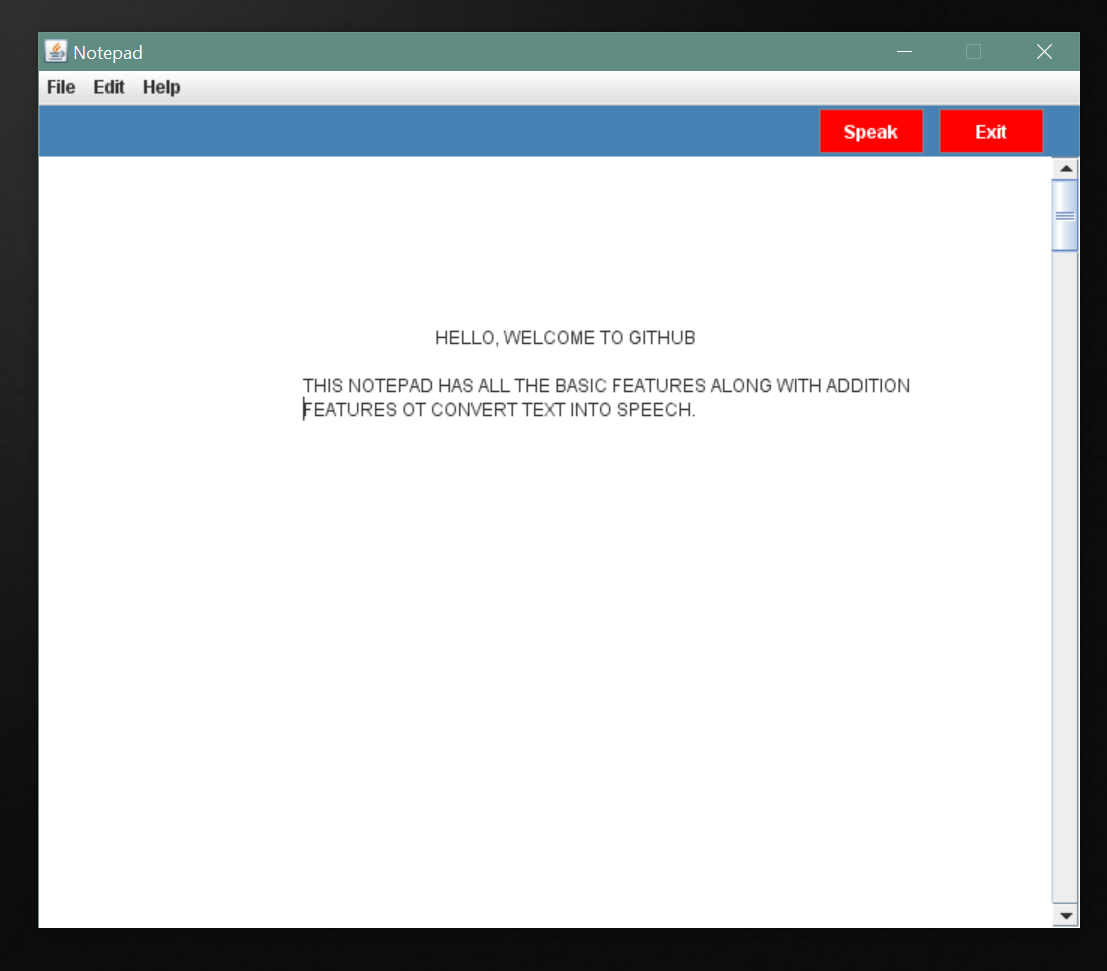 Notepad
File Edit Help
Speak Exit
HELLO, WELCOME TO GITHUB
THIS NOTEPAD HAS ALL THE BASIC FEATURES ALONG WITH ADDITION
FEATURES OT CONVERT TEXT INTO SPEECH.